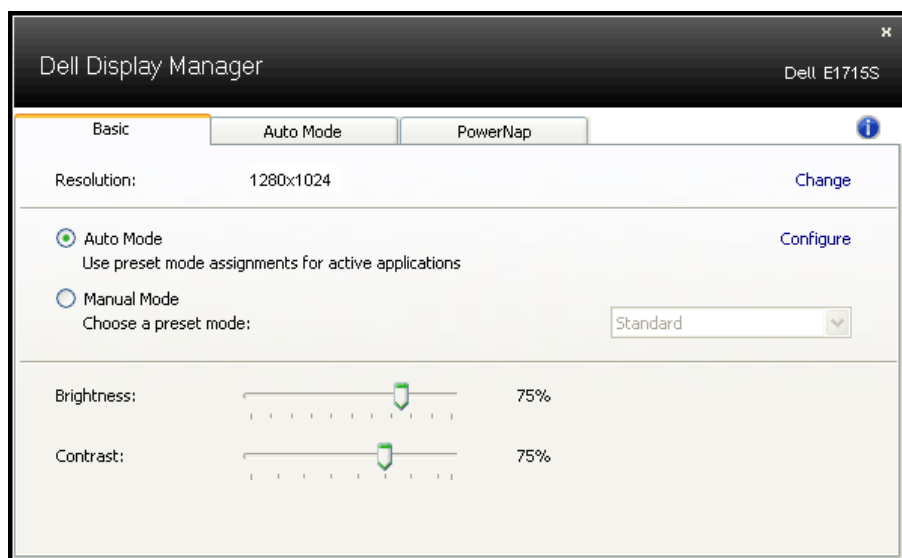 Dell Display Manager
Dell E1715S
Basic
Auto Mode
PowerNap
Resolution:
1280x1024
Change
Auto Mode
Configure
Use preset mode assignments for active applications
Manual Mode
Choose a preset mode:
Standard
Brightness:
75%
Contrast:
75%